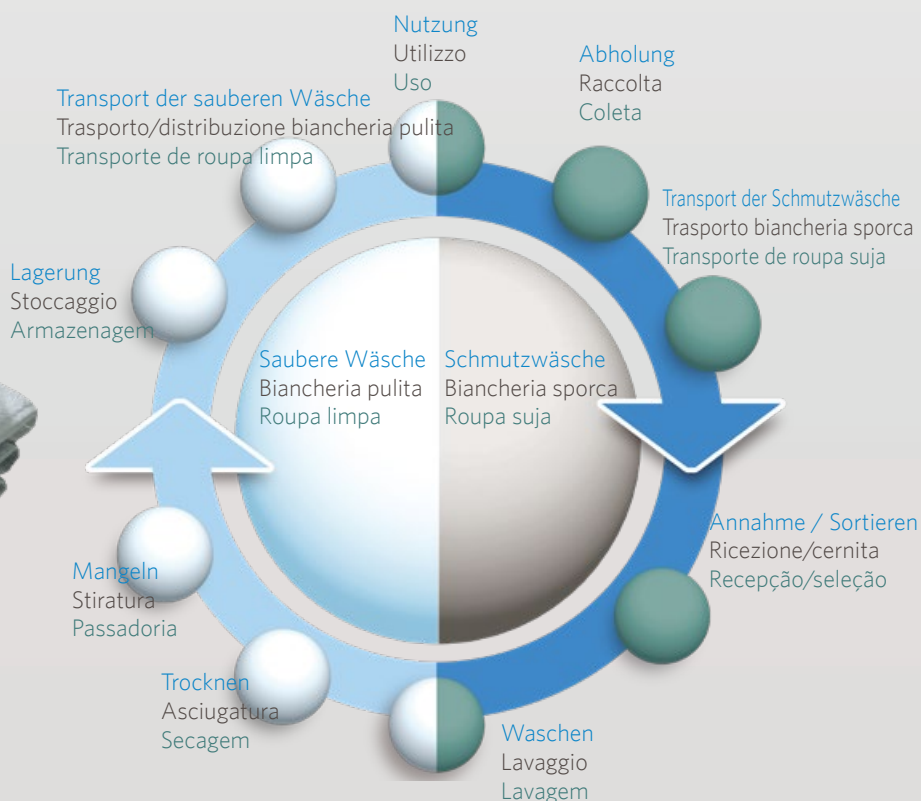 Nutzung
Utilizzo
Uso
Abholung
Raccolta
Coleta
Transport der sauberen Wäsche
Trasporto/distribuzione biancheria pulita
Transporte de roupa limpa
Transport der Schmutzwäsche
Trasporto biancheria sporca
Transporte de roupa suja
Lagerung
Stoccaggio
Armazenagem
Saubere Wäsche
Biancheria pulita
Roupa limpa
Schmutzwäsche
Biancheria sporca
Roupa suja
Annahme / Sortieren
Ricezione/cernita
Recepção/seleção
Mangeln
Stiratura
Passadoria
Trocknen
Asciugatura
Secagem
Waschen
Lavaggio
Lavagem